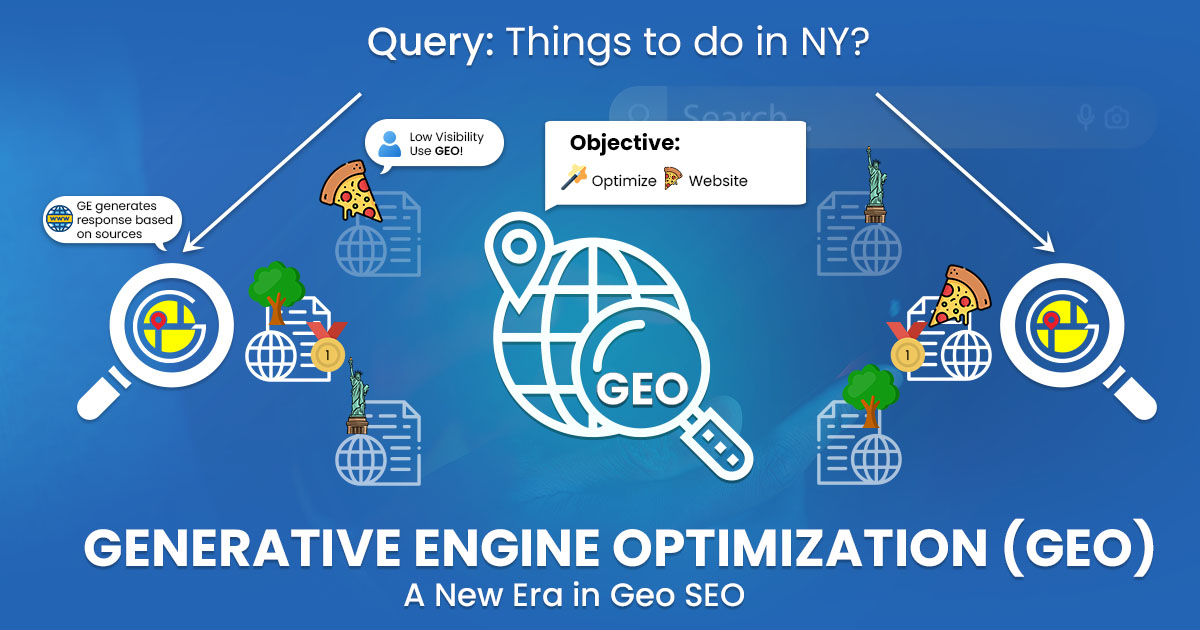 Query: Things to do in NY?
Search...
Low Visibility
Use GEO!
Objective:
Optimize Website
GE generates
response based
on sources
www
1
1
GEO
GENERATIVE ENGINE OPTIMIZATION (GEO)
A New Era in Geo SEO